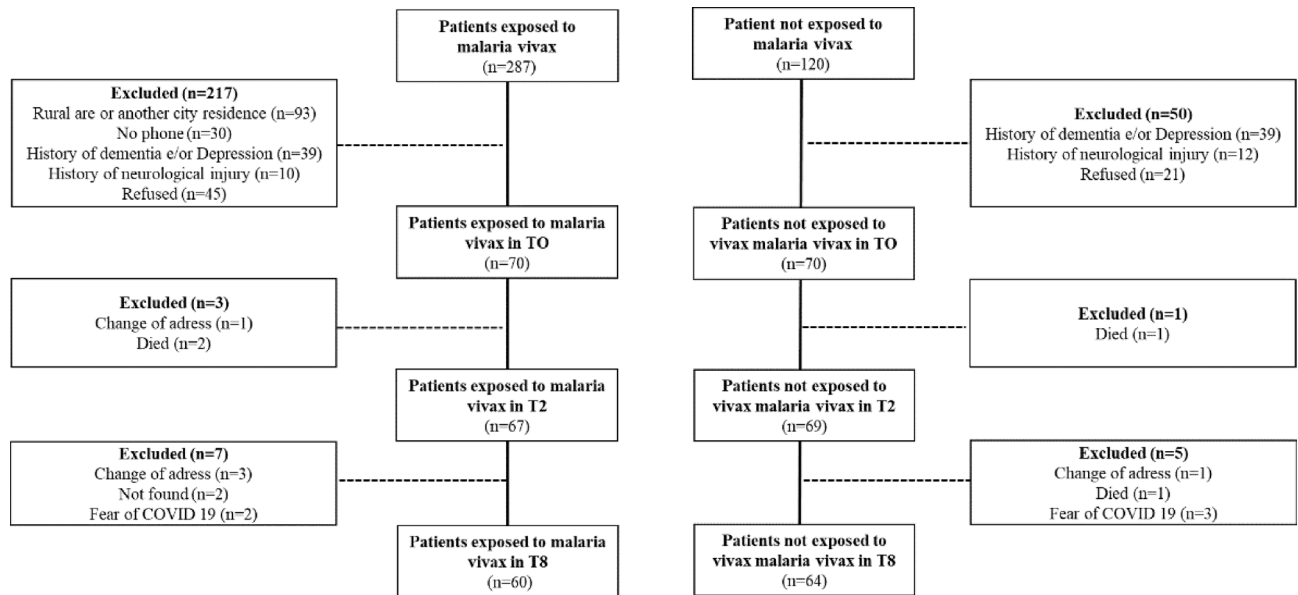 Patients exposed to
malaria vivax
(n=287)
Patient not exposed to
malaria vivax
(n=120)
Excluded (n=217)
Rural are or another city residence (n=93)
No phone (n=30)
History of dementia e/or Depression (n=39)
History of neurological injury (n=10)
Refused (n=45)
Excluded (n=50)
History of dementia e/or Depression (n=39)
History of neurological injury (n=12)
Refused (n=21)
Patients exposed to malaria
vivax in TO
(n=70)
Patients not exposed to
vivax malaria vivax in TO
(n=70)
Excluded (n=3)
Change of adress (n=1)
Died (n=2)
Excluded (n=1)
Died (n=1)
Patients exposed to malaria
vivax in T2
(n=67)
Patients not exposed to
vivax malaria vivax in T2
(n=69)
Excluded (n=7)
Change of adress (n=3)
Not found (n=2)
Fear of COVID 19 (n=2)
Excluded (n=5)
Change of adress (n=1)
Died (n=1)
Fear of COVID 19 (n=3)
Patients exposed to malaria
vivax in T8
(n=60)
Patients not exposed to
vivax malaria vivax in T8
(n=64)